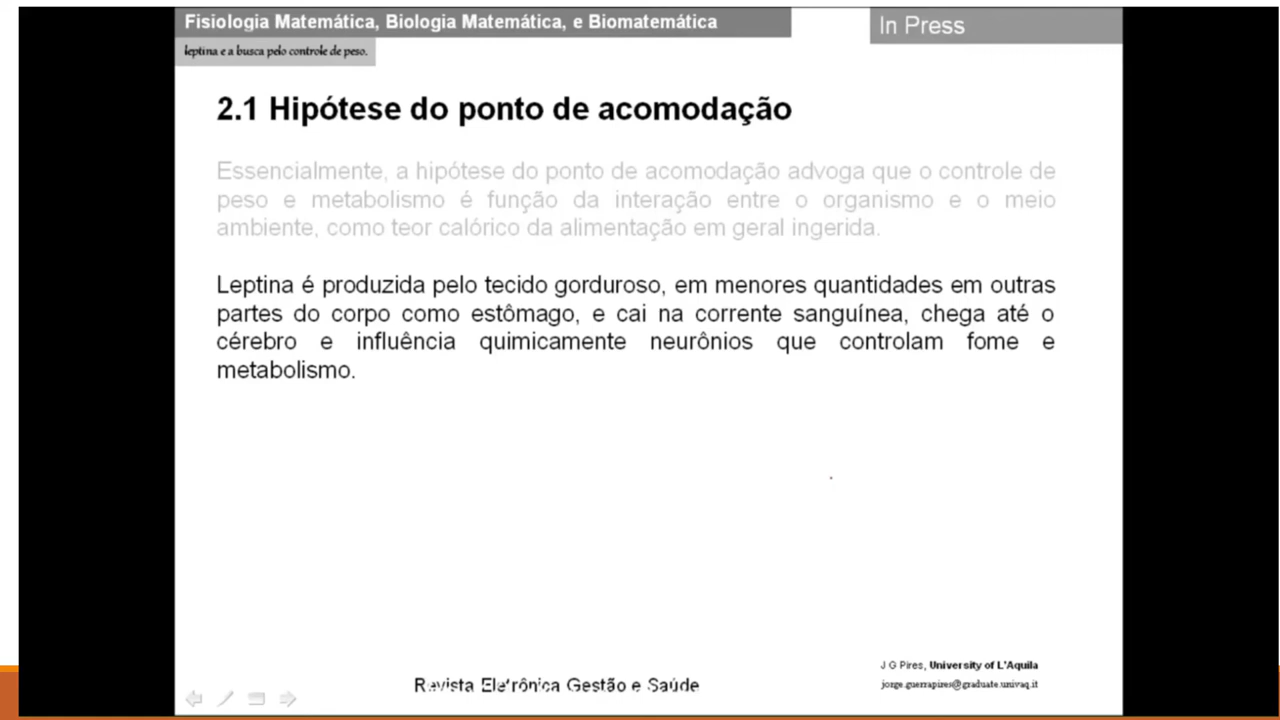 Fisiologia Matemática, Biologia Matemática, e Biomatemática
In Press
leptina e a busca pelo controle de peso.
2.1 Hipótese do ponto de acomodação
Essencialmente, a hipótese do ponto de acomodação advoga que o controle de
peso e metabolismo é função da interação entre o organismo e o meio
ambiente, como teor calórico da alimentação em geral ingerida.
Leptina é produzida pelo tecido gorduroso, em menores quantidades em outras
partes do corpo como estômago, e cai na corrente sanguínea, chega até o
cérebro e influência quimicamente neurônios que controlam fome e
metabolismo.
J G Pires, University of L'Aquila
Revista Eletrônica Gestão e Saúde
jorge.guerrapires@graduate.univaq.it